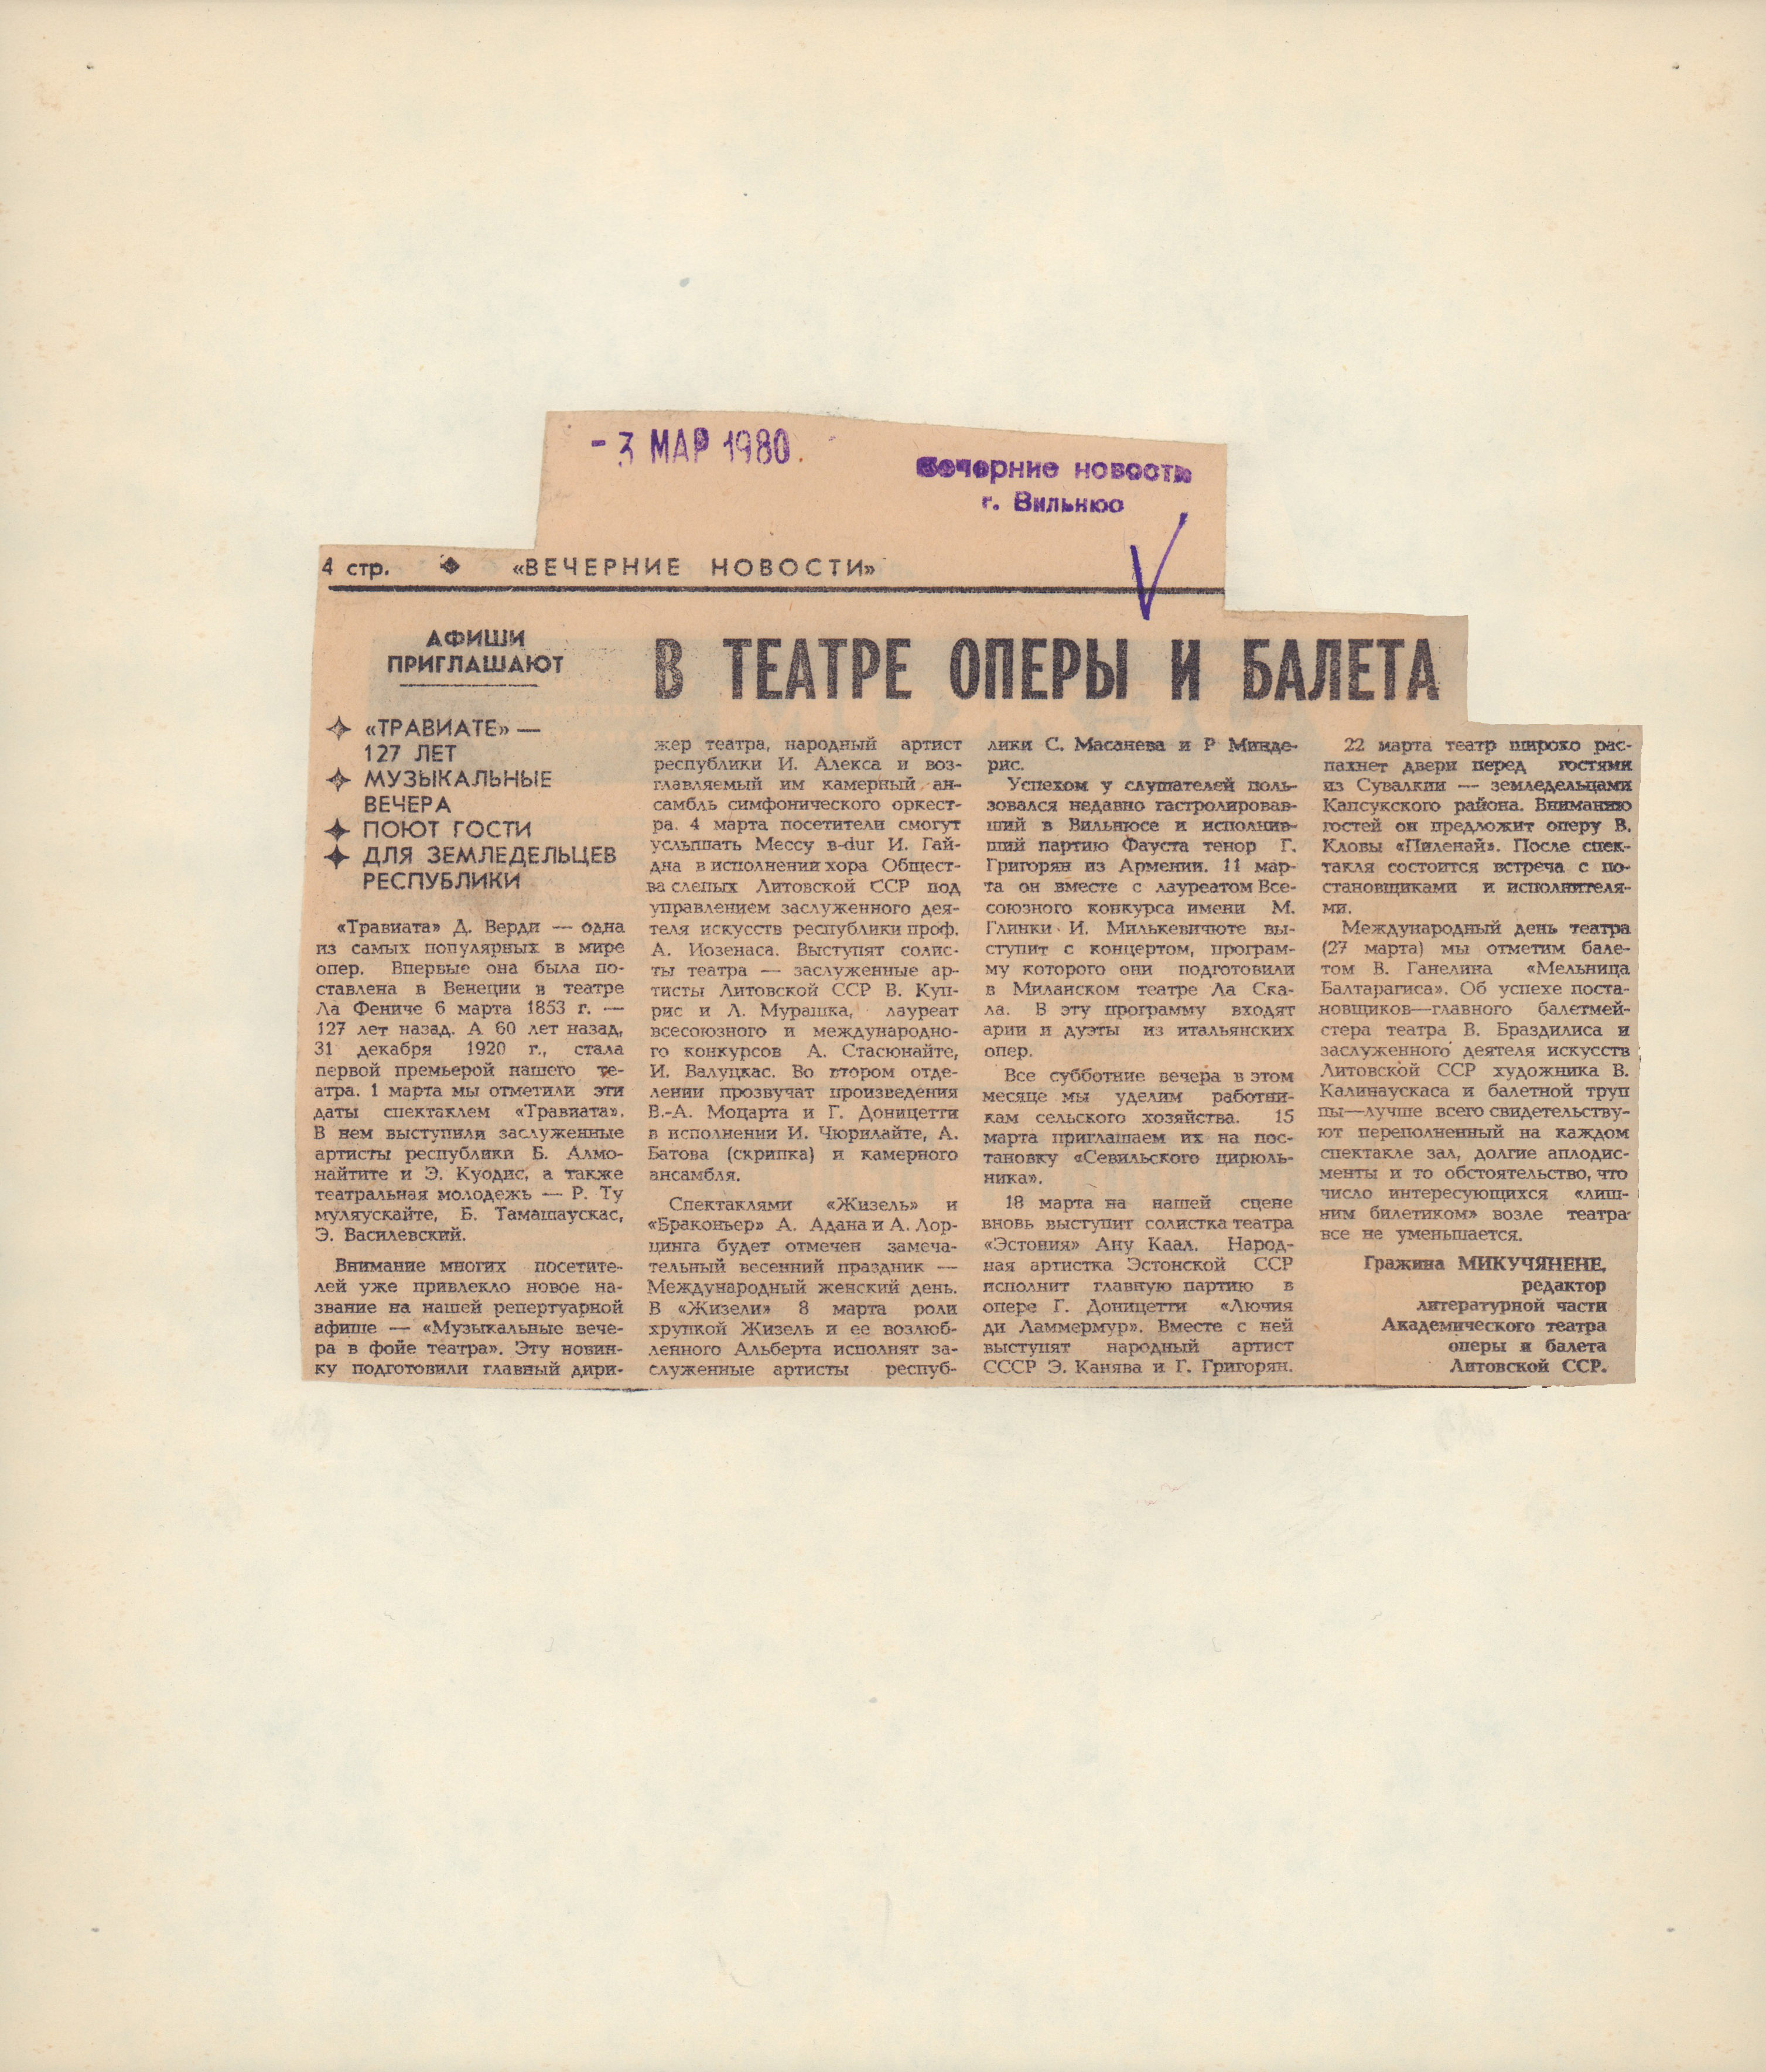 - 3 МАР 1980
Вечерние новости
г. Вильнюс
4 стр. «ВЕЧЕРНИЕ НОВОСТИ»
АФИШИ
ПРИГЛАШАЮТ
В ТЕАТРЕ ОПЕРЫ И БАЛЕТА
«ТРАВИАТЕ» —
127 ЛЕТ
МУЗЫКАЛЬНЫЕ
ВЕЧЕРА
ПОЮТ ГОСТИ
ДЛЯ ЗЕМЛЕДЕЛЬЦЕВ
РЕСПУБЛИКИ
«Травиата» Д. Верди — одна
из самых популярных в мире
опер. Впервые она была по-
ставлена в Венеции в театре
Ла Фениче 6 марта 1853 г. —
127 лет назад. А 60 лет назад,
31 декабря 1920 г., стала
первой премьерой нашего те-
атра. 1 марта мы отметили эти
даты спектаклем «Травиата».
В нем выступили заслуженные
артисты республики Б. Алмо-
найтите и Э. Куодис, а также
театральная молодежь — Р. Ту
муляускайте, Б. Тамашаускас,
Э. Василевский.
Внимание многих посетите-
лей уже привлекло новое на-
звание на нашей репертуарной
афише — «Музыкальные вече-
ра в фойе театра». Эту новин-
ку подготовили главный дири-
жер театра, народный артист
республики И. Алекса и воз-
главляемый им камерный ан-
самбль симфонического оркест-
ра. 4 марта посетители смогут
услышать Мессу в-dur И. Гай-
дна в исполнении хора Общест-
ва слепых Литовской ССР под
управлением заслуженного дея-
теля искусств республики проф.
А. Иозенаса. Выступят солис-
ты театра — заслуженные ар-
тисты Литовской ССР В. Куп-
рис и Л. Мурашка, лауреат
всесоюзного и международно-
го конкурсов А. Стасюнайте,
И. Валуцкас. Во втором отде-
лении прозвучат произведения
В.-А. Моцарта и Г. Доницетти
в исполнении И. Чюрилайте, А.
Батова (скрипка) и камерного
ансамбля.
Спектаклями «Жизель» и
«Браконьер» А. Адана и А. Лор-
цинга будет отмечен замеча-
тельный весенний праздник —
Международный женский день.
В «Жизели» 8 марта роли
хрупкой Жизель и ее возлюб-
ленного Альберта исполнят за-
служенные артисты респуб-
лики С. Масанева и Р Минде-
рис.
Успехом у слушателей поль-
зовался недавно гастролировав-
ший в Вильнюсе и исполнив-
ший партию Фауста тенор Г.
Григорян из Армении. 11 мар-
та он вместе с лауреатом Все-
союзного конкурса имени М.
Глинки И. Милькевичюте вы-
ступит с концертом, програм-
му которого они подготовили
в Миланском театре Ла Ска-
ла. В эту программу входят
арии и дуэты из итальянских
опер.
Все субботние вечера в этом
месяце мы уделим работни-
кам сельского хозяйства. 15
марта приглашаем их на пос-
тановку «Севильского цирюль-
ника».
18 марта на нашей сцене
вновь выступит солистка театра
«Эстония» Ану Каал. Народ-
ная артистка Эстонской ССР
исполнит главную партию в
опере Г. Доницетти «Лючия
ди Ламмермур». Вместе с ней
выступят народный артист
СССР Э. Канява и Г. Григорян.
22 марта театр широко рас-
пахнет двери перед гостями
из Сувалкии — земледельцами
Капсукского района. Вниманию
гостей он предложит оперу В.
Кловы «Пиленай». После спек-
такля состоится встреча с по-
становщиками и исполнителя-
ми.
Международный день театра
(27 марта) мы отметим бале-
том В. Ганелина «Мельница
Балтарагиса». Об успехе поста-
новщиков—главного балетмей-
стера театра В. Браздилиса и
заслуженного деятеля искусств
Литовской ССР художника В.
Калинаускаса и балетной труп
пы—лучше всего свидетельству-
ют переполненный на каждом
спектакле зал, долгие аплодис-
менты и то обстоятельство, что
число интересующихся «лиш-
ним билетиком» возле театра
все не уменьшается.
Гражина МИКУЧЯНЕНЕ,
редактор
литературной части
Академического театра
оперы и балета
Литовской ССР.